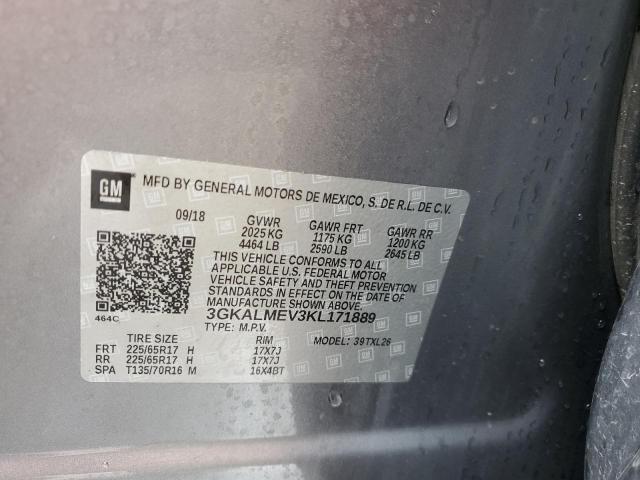 GM
MFD BY GENERAL MOTORS DE MEXICO, S. DE R.L. DE C.V.
09/18 GVWR GAWR FRT GAWR RR
2025 KG 1175 KG 1200 KG
4464 LB 2590 LB 2645 LB
THIS VEHICLE CONFORMS TO ALL
APPLICABLE U.S. FEDERAL MOTOR
VEHICLE SAFETY AND THEFT PREVENTION
STANDARDS IN EFFECT ON THE DATE OF
MANUFACTURE SHOWN ABOVE.
464C 3GKALMEV3KL171889
TYPE: M.P.V.
TIRE SIZE RIM MODEL: 39TXL26
FRT 225/65R17 H 17X7J
RR 225/65R17 H 17X7J
SPA T135/70R16 M 16X4BT